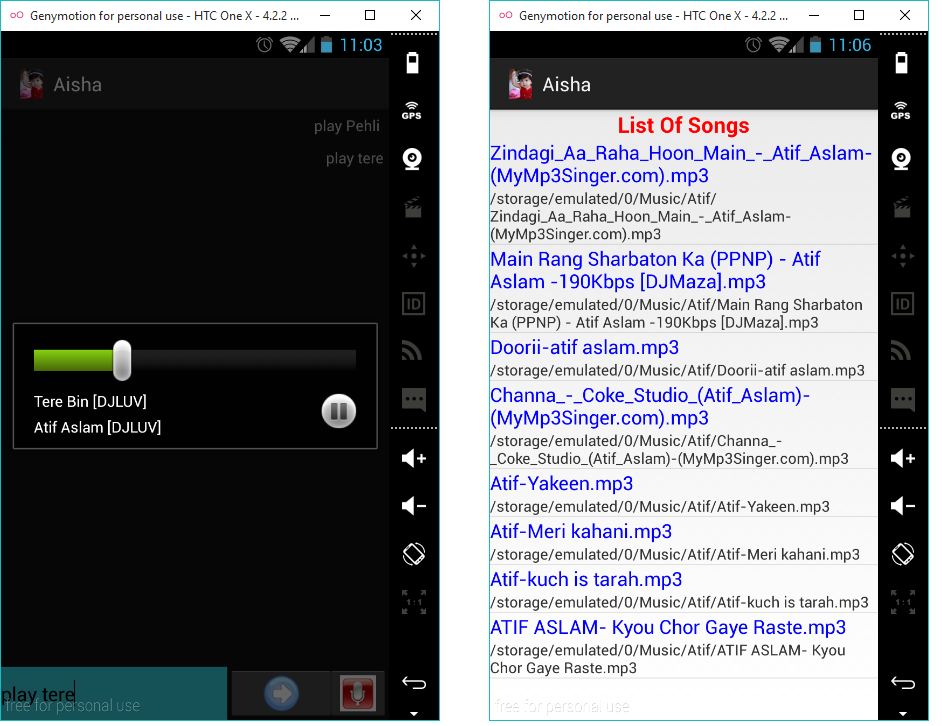 Genymotion for personal use - HTC One X - 4.2.2 ...
11:03
Aisha
play Pehli
play tere
Tere Bin [DJLUV]
Atif Aslam [DJLUV]
play tere
free for personal use
GPS
ID
1:1
Genymotion for personal use - HTC One X - 4.2.2 - ...
11:06
Aisha
List Of Songs
Zindagi_Aa_Raha_Hoon_Main_-_Atif_Aslam-
(MyMp3Singer.com).mp3
/storage/emulated/0/Music/Atif/
Zindagi_Aa_Raha_Hoon_Main_-_Atif_Aslam-
(MyMp3Singer.com).mp3
Main Rang Sharbaton Ka (PPNP) - Atif
Aslam -190Kbps [DJMaza].mp3
/storage/emulated/0/Music/Atif/Main Rang Sharbaton
Ka (PPNP) - Atif Aslam -190Kbps [DJMaza].mp3
Doorii-atif aslam.mp3
/storage/emulated/0/Music/Atif/Doorii-atif aslam.mp3
Channa_-_Coke_Studio_(Atif_Aslam)-
(MyMp3Singer.com).mp3
/storage/emulated/0/Music/Atif/Channa_-
_Coke_Studio_(Atif_Aslam)-(MyMp3Singer.com).mp3
Atif-Yakeen.mp3
/storage/emulated/0/Music/Atif/Atif-Yakeen.mp3
Atif-Meri kahani.mp3
/storage/emulated/0/Music/Atif/Atif-Meri kahani.mp3
Atif-kuch is tarah.mp3
/storage/emulated/0/Music/Atif/Atif-kuch is tarah.mp3
ATIF ASLAM- Kyou Chor Gaye Raste.mp3
/storage/emulated/0/Music/Atif/ATIF ASLAM- Kyou
Chor Gaye Raste.mp3
free for personal use
GPS
ID
1:1